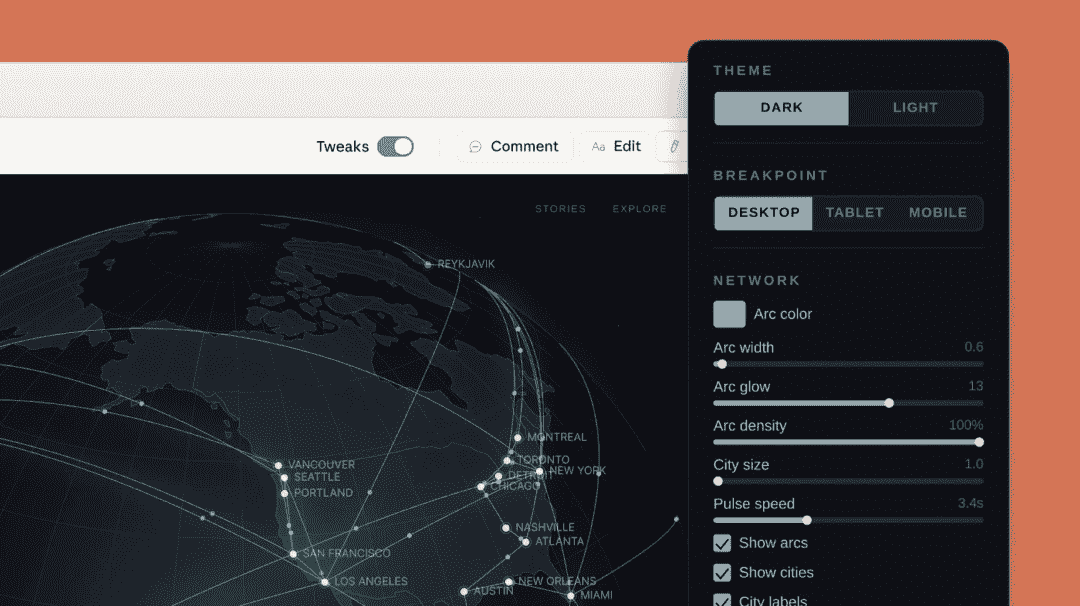 Tweaks
Comment
Aa Edit
STORIES EXPLORE
REYKJAVIK
MONTREAL
TORONTO
NEW YORK
DETROIT
CHICAGO
VANCOUVER
SEATTLE
PORTLAND
NASHVILLE
ATLANTA
SAN FRANCISCO
LOS ANGELES
NEW ORLEANS
AUSTIN
MIAMI
THEME
DARK LIGHT
BREAKPOINT
DESKTOP TABLET MOBILE
NETWORK
Arc color
Arc width 0.6
Arc glow 13
Arc density 100%
City size 1.0
Pulse speed 3.4s
Show arcs
Show cities
City labels